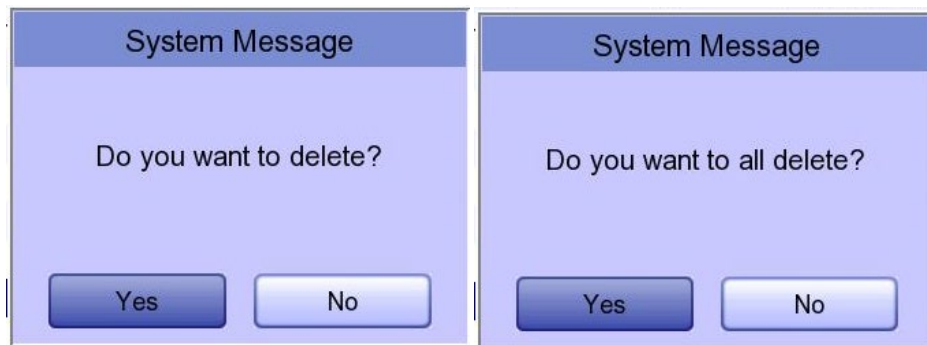 System Message
Do you want to delete?
Yes
No
System Message
Do you want to all delete?
Yes
No